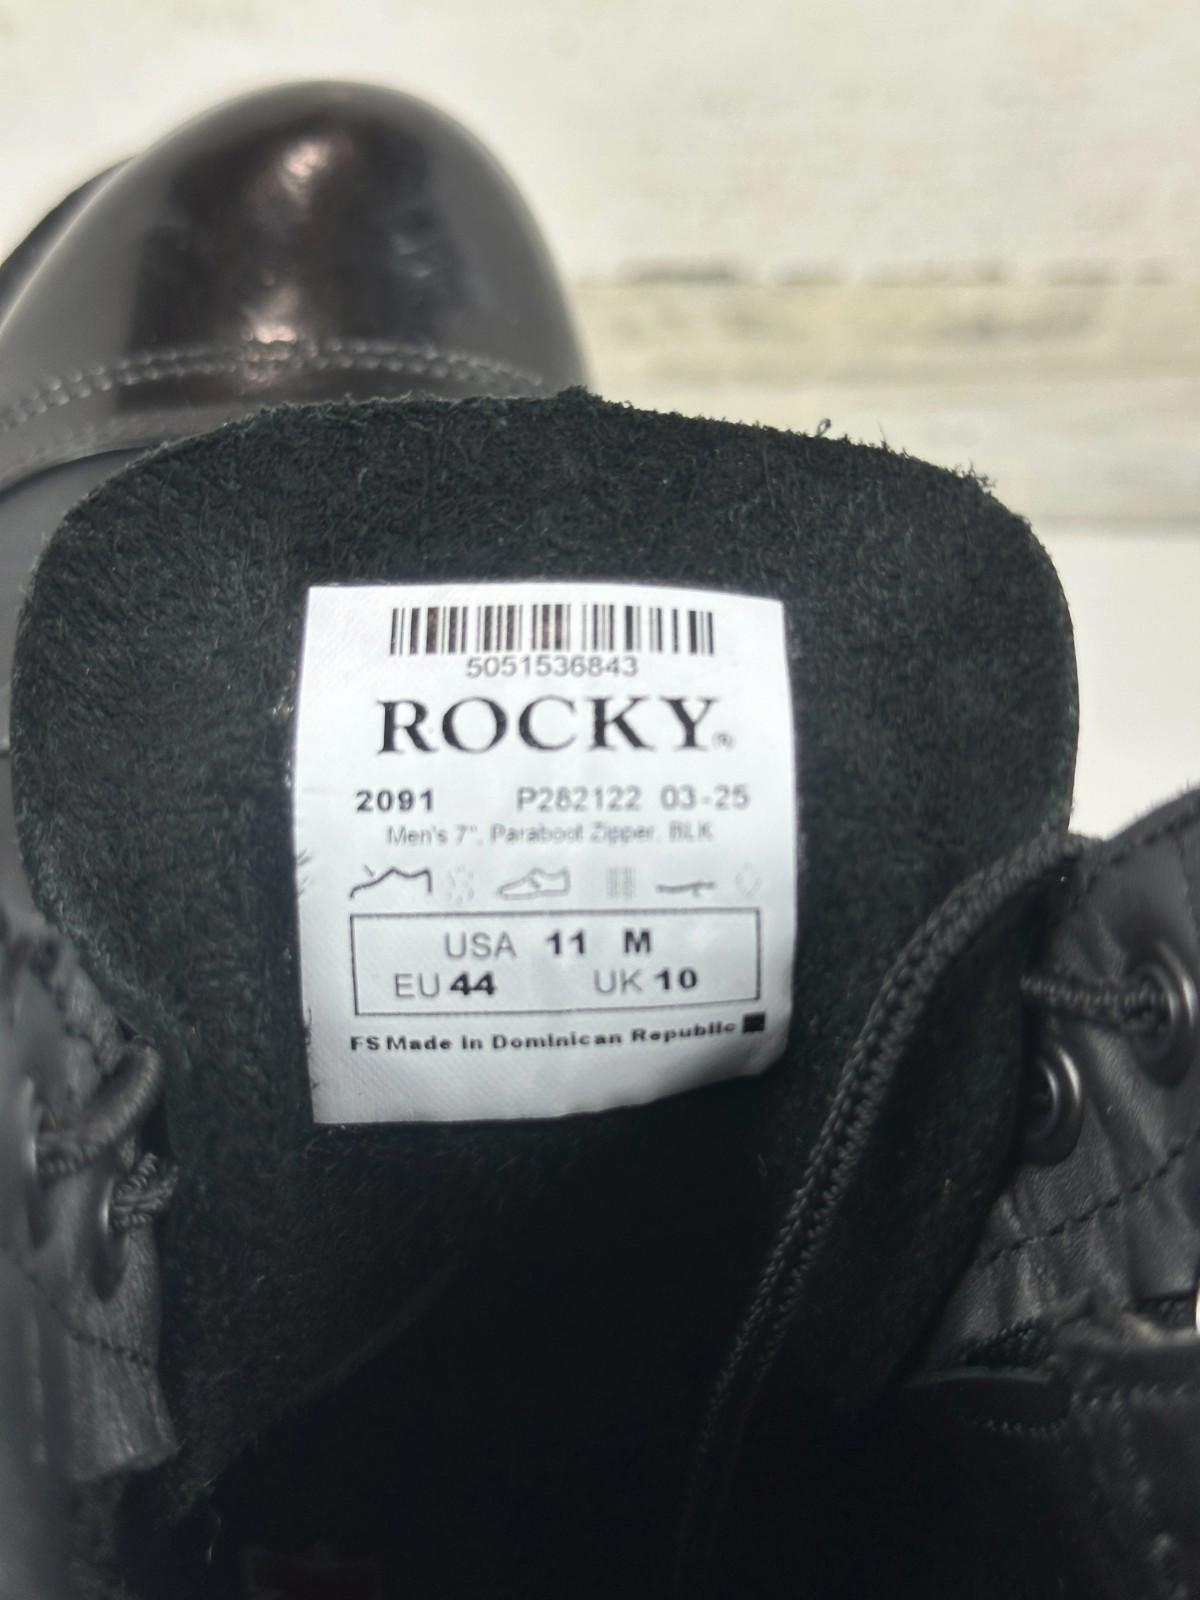 5051536843
ROCKY®
2091 P282122 03-25
Men's 7", Paraboot Zipper, BLK
USA 11 M
EU 44 UK 10
FS Made In Dominican Republic